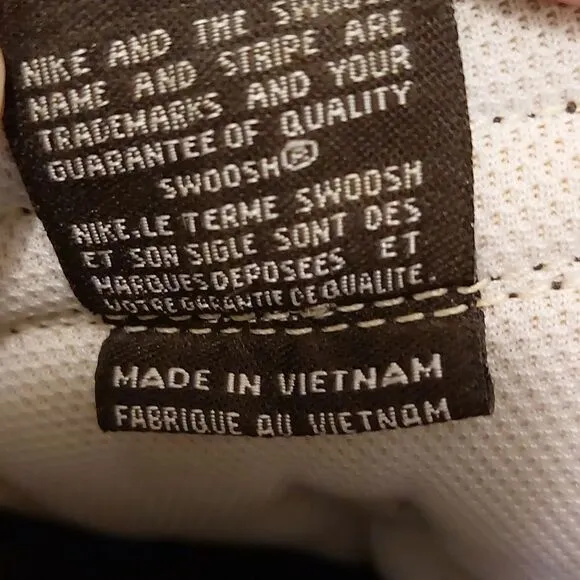 NIKE AND THE SWOOSH
NAME AND STRIPE ARE
TRADEMARKS AND YOUR
GUARANTEE OF QUALITY
SWOOSH®
NIKE.LE TERME SWOOSH
ET SON SIGLE SONT DES
MARQUES DEPOSEES ET
VOTRE GARANTIE DE QUALITE.
MADE IN VIETNAM
FABRIQUE AU VIETNAM